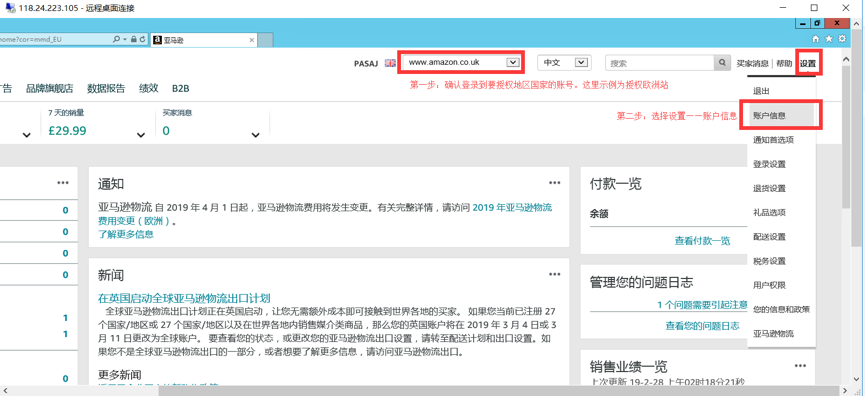 118.24.223.105 - 远程桌面连接
home?cor=mmd_EU
亚马逊
PASAJ
www.amazon.co.uk
中文
搜索
买家消息 | 帮助
设置
第一步，确认登录到要授权地区国家的账号。这里示例为授权欧洲站
广告
品牌旗舰店
数据报告
绩效
B2B
第二步，选择设置——账户信息
退出
账户信息
通知首选项
登录设置
退货设置
礼品选项
配送设置
税务设置
用户权限
您的信息和政策
亚马逊物流
7 天的销量
£29.99
买家消息
0
0
0
0
0
1
1
0
通知
亚马逊物流 自 2019 年 4 月 1 日起，亚马逊物流费用将发生变更。有关完整详情，请访问 2019 年亚马逊物流
费用变更（欧洲）。
了解更多信息
新闻
在英国启动全球亚马逊物流出口计划
全球亚马逊物流出口计划正在英国启动，让您无需额外成本即可接触到世界各地的买家。 如果您当前已注册 27
个国家/地区或 27 个国家/地区以及在世界各地内销售媒介类商品，那么您的英国账户将在 2019 年 3 月 4 日或 3
月 11 日更改为全球账户。 要查看您的状态，或更改您的亚马逊物流出口设置，请转至配送计划和出口设置。如
果您不是全球亚马逊物流出口的一部分，或者想要了解更多信息，请访问亚马逊物流出口。
更多新闻
付款一览
余额
查看付款一览
管理您的问题日志
1 个问题需要引起注意
查看您的问题日志
销售业绩一览
上次更新 19-2-28 上午02时18分21秒